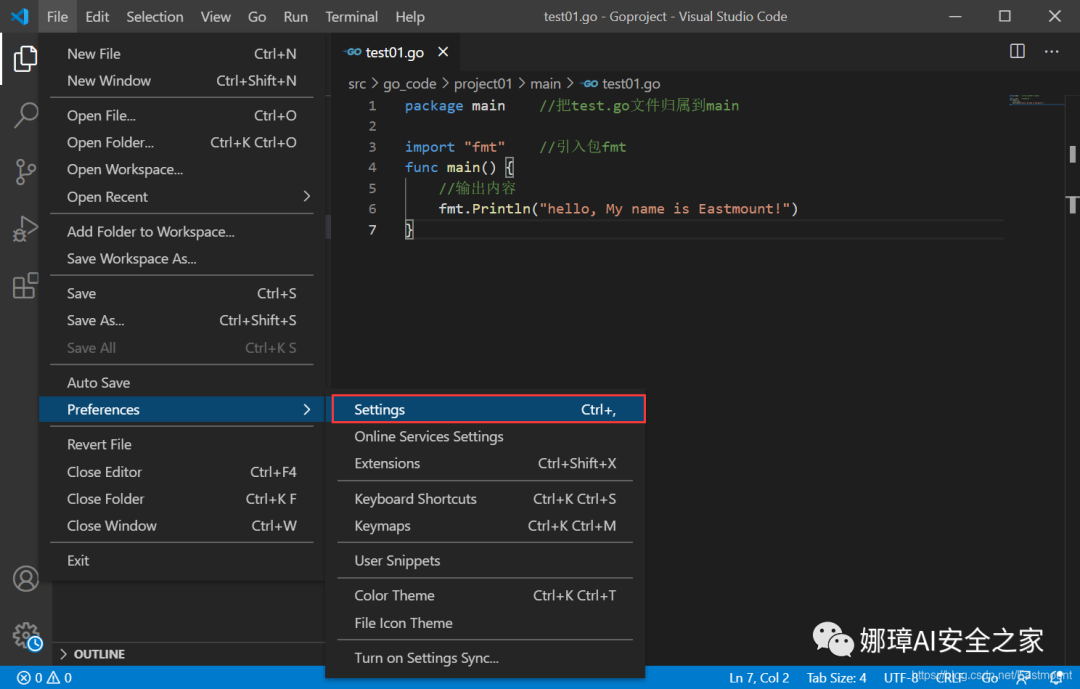 File Edit Selection View Go Run Terminal Help test01.go - Goproject - Visual Studio Code
New File Ctrl+N
New Window Ctrl+Shift+N
Open File... Ctrl+O
Open Folder... Ctrl+K Ctrl+O
Open Workspace...
Open Recent
Add Folder to Workspace...
Save Workspace As...
Save Ctrl+S
Save As... Ctrl+Shift+S
Save All Ctrl+K S
Auto Save
Preferences
Revert File
Close Editor Ctrl+F4
Close Folder Ctrl+K F
Close Window Ctrl+W
Exit
GO test01.go
src > go_code > project01 > main > GO test01.go
1 package main //把test.go文件归属到main
2
3 import "fmt" //引入包fmt
4 func main() {
5 //输出内容
6 fmt.Println("hello, My name is Eastmount!")
7 }
Settings Ctrl+,
Online Services Settings
Extensions Ctrl+Shift+X
Keyboard Shortcuts Ctrl+K Ctrl+S
Keymaps Ctrl+K Ctrl+M
User Snippets
Color Theme Ctrl+K Ctrl+T
File Icon Theme
Turn on Settings Sync...
OUTLINE
娜璋AI安全之家
0 0 Ln 7, Col 2 Tab Size: 4 UTF-8 CRLF Go
https://blog.csdn.net/Eastmount